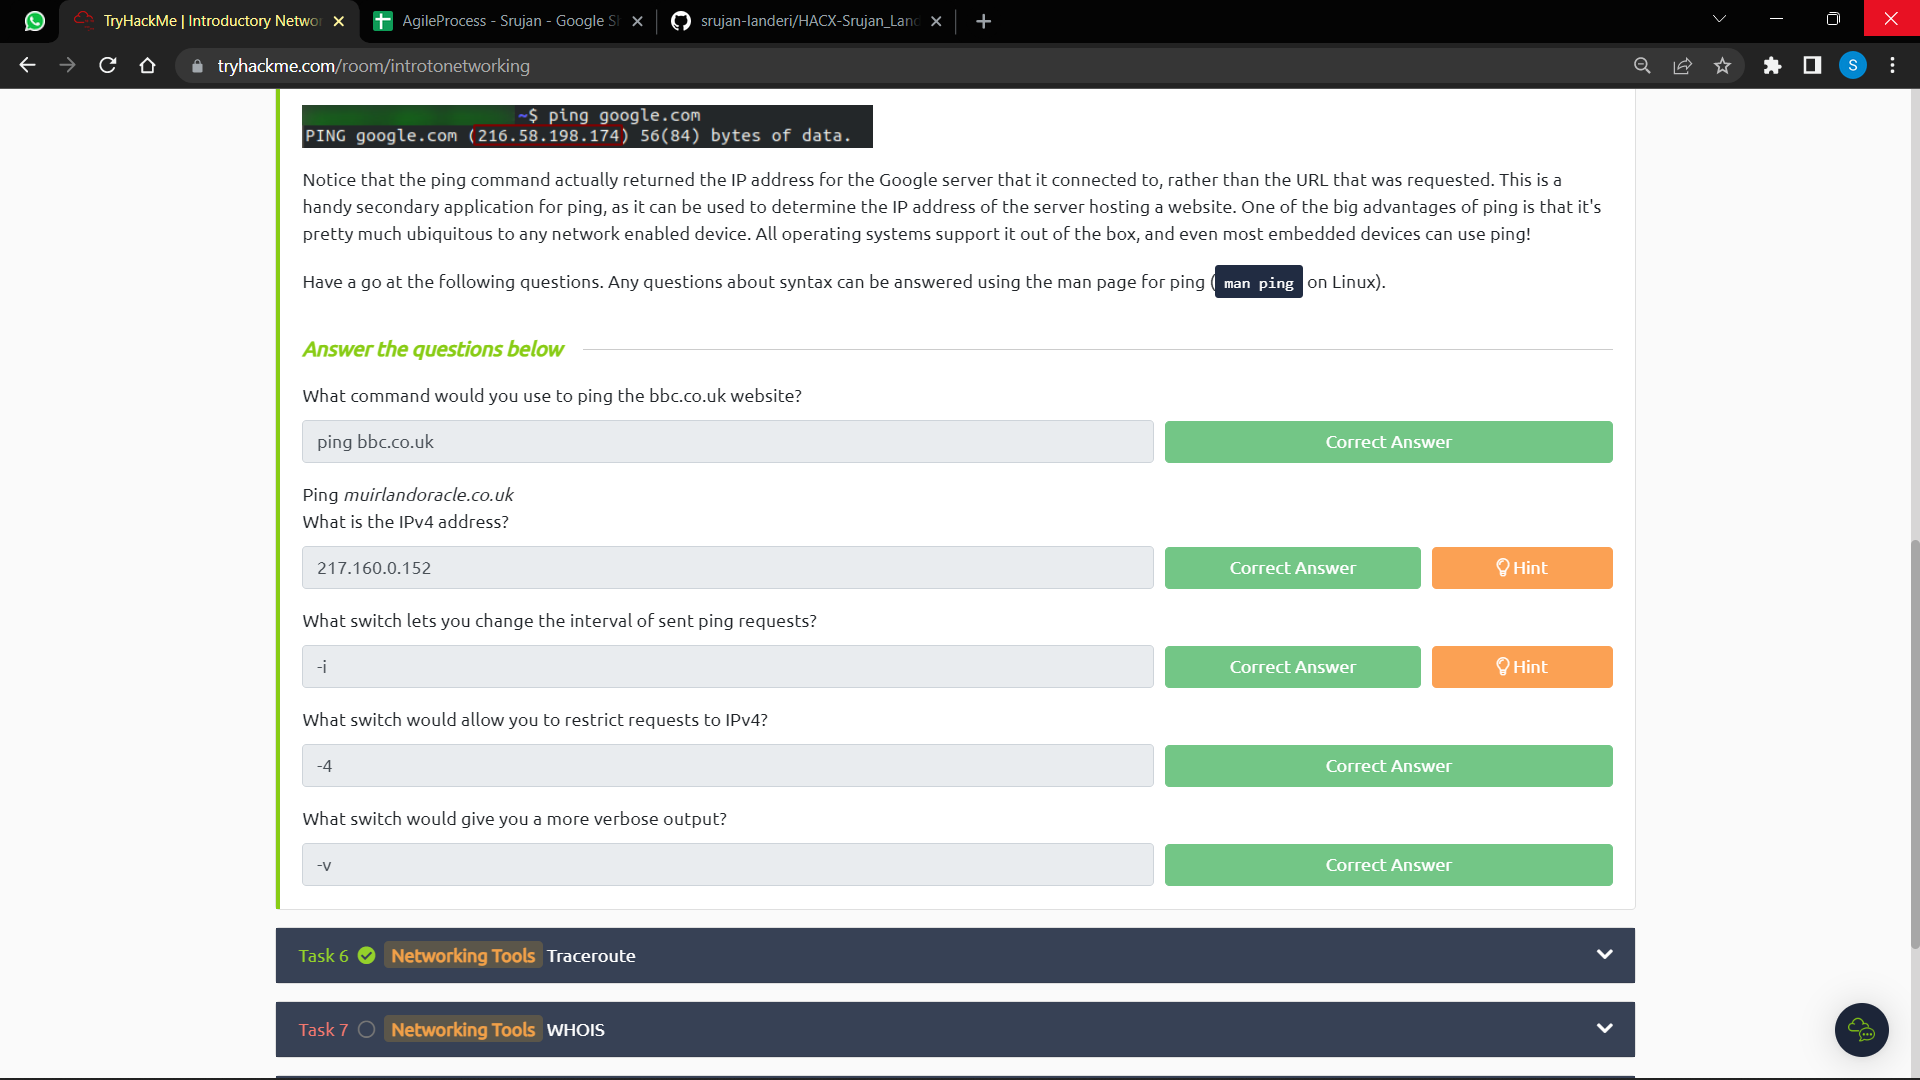 TryHackMe | Introductory Netwo
AgileProcess - Srujan - Google Sh
srujan-landeri/HACX-Srujan_Lan
tryhackme.com/room/introtonetworking
S
~$ ping google.com
PING google.com (216.58.198.174) 56(84) bytes of data.
Notice that the ping command actually returned the IP address for the Google server that it connected to, rather than the URL that was requested. This is a
handy secondary application for ping, as it can be used to determine the IP address of the server hosting a website. One of the big advantages of ping is that it's
pretty much ubiquitous to any network enabled device. All operating systems support it out of the box, and even most embedded devices can use ping!
Have a go at the following questions. Any questions about syntax can be answered using the man page for ping (man ping on Linux).
Answer the questions below
What command would you use to ping the bbc.co.uk website?
ping bbc.co.uk
Correct Answer
Ping muirlandoracle.co.uk
What is the IPv4 address?
217.160.0.152
Correct Answer
Hint
What switch lets you change the interval of sent ping requests?
-i
Correct Answer
Hint
What switch would allow you to restrict requests to IPv4?
-4
Correct Answer
What switch would give you a more verbose output?
-v
Correct Answer
Task 6 Networking Tools Traceroute
Task 7 Networking Tools WHOIS